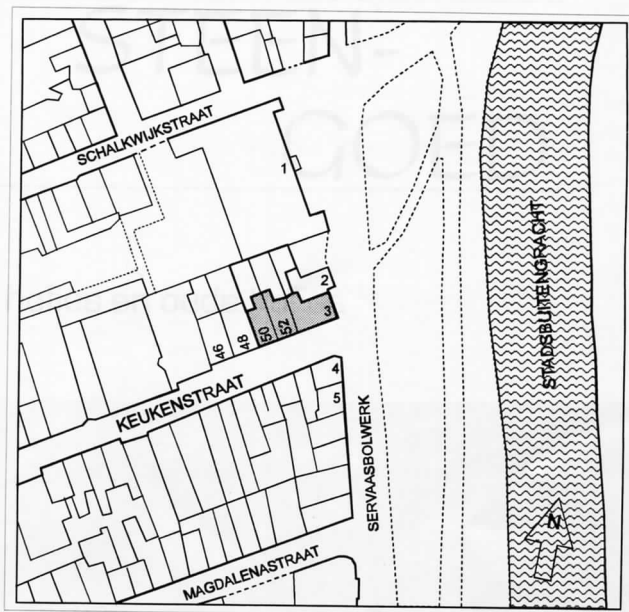 SCHALKWIJKSTRAAT
1
2
3
46
48
50
52
KEUKENSTRAAT
4
5
SERVAASBOLWERK
STADSBUITENGRACHT
MAGDALENASTRAAT
N